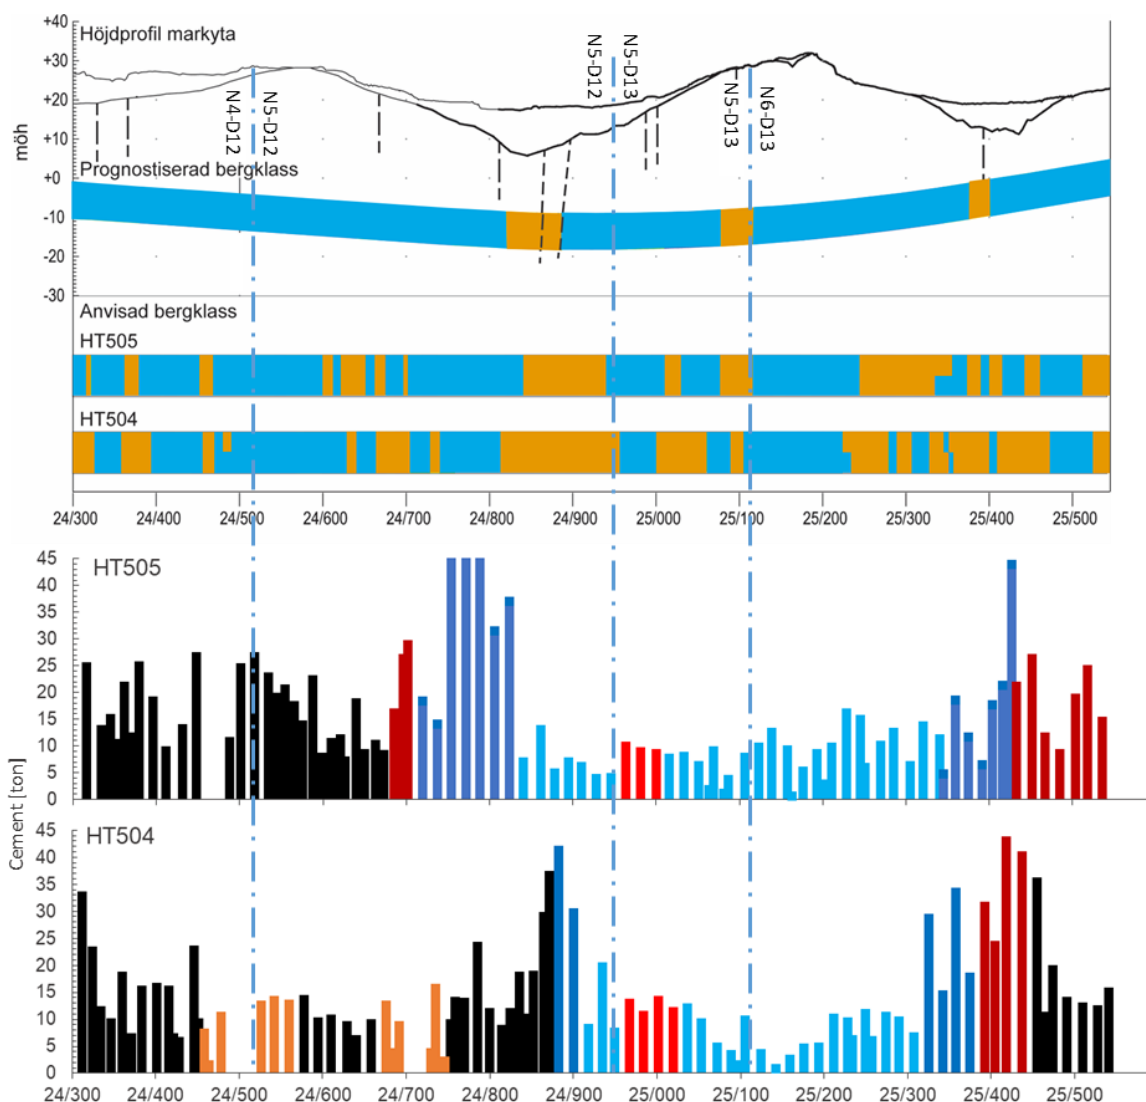 +40
Höjdprofil markyta
+30
N5-D12
N5-D13
+20
N4-D12
N5-D12
N5-D13
N6-D13
+10
möh
Prognostiserad bergklass
+0
-10
-20
-30
Anvisad bergklass
HT505
HT504
24/300 24/400 24/500 24/600 24/700 24/800 24/900 25/000 25/100 25/200 25/300 25/400 25/500
HT505
45
40
35
30
25
20
15
10
5
0
Cement [ton]
HT504
45
40
35
30
25
20
15
10
5
0
24/300 24/400 24/500 24/600 24/700 24/800 24/900 25/000 25/100 25/200 25/300 25/400 25/500